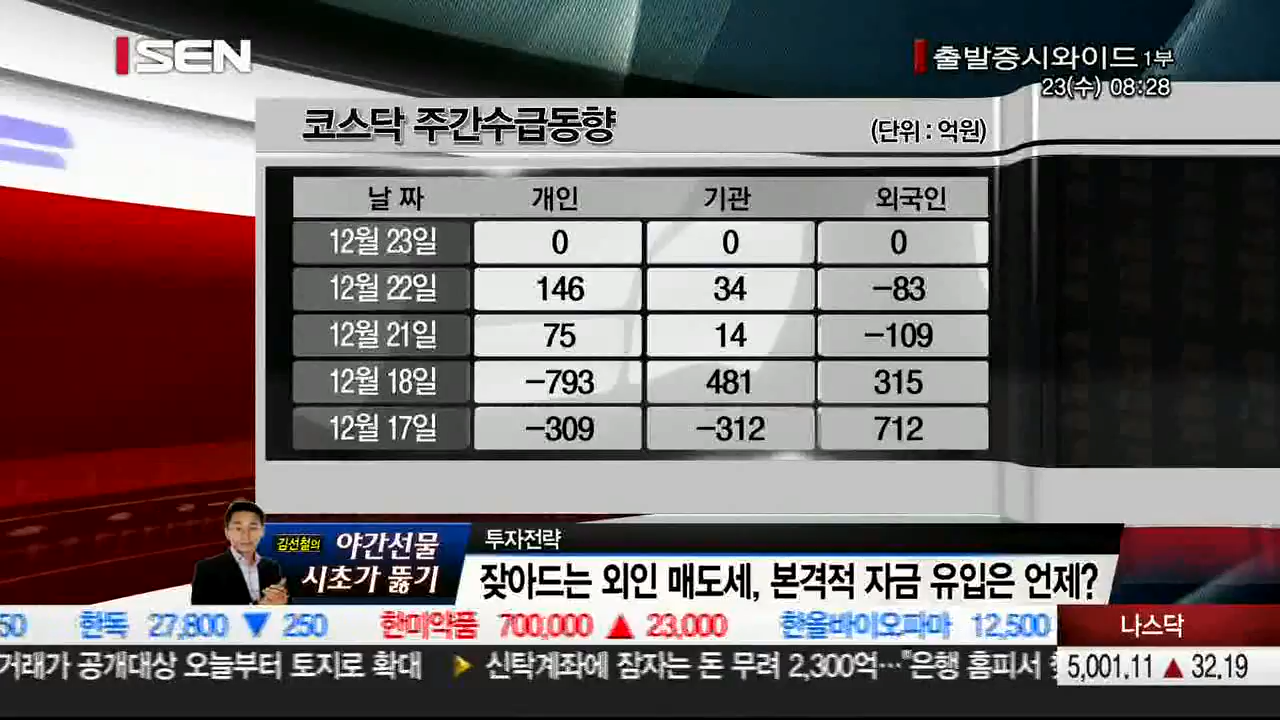 SEN
출발증시와이드 1부
23(수) 08:28
코스닥 주간수급동향
(단위 : 억원)
날 짜 개인 기관 외국인
12월 23일 0 0 0
12월 22일 146 34 -83
12월 21일 75 14 -109
12월 18일 -793 481 315
12월 17일 -309 -312 712
김선철의 야간선물
시초가 뚫기
투자전략
잦아드는 외인 매도세, 본격적 자금 유입은 언제?
50 한독 27,800 ▼ 250 한미약품 700,000 ▲ 23,000 한올바이오파마 12,500
나스닥
거래가 공개대상 오늘부터 토지로 확대 신탁계좌에 잠자는 돈 무려 2,300억…"은행 홈피서
5,001.11 ▲ 32.19